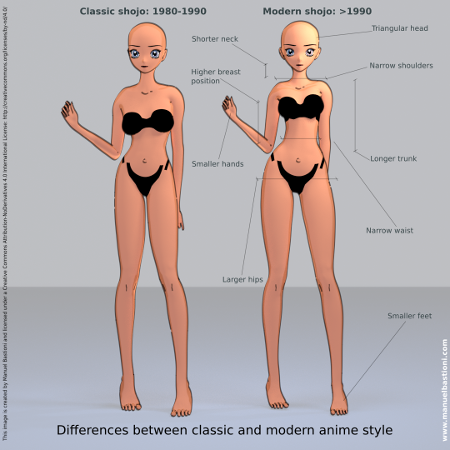 Classic shojo: 1980-1990
Modern shojo: >1990
Shorter neck
Triangular head
Higher breast
position
Narrow shoulders
Smaller hands
Longer trunk
Narrow waist
Larger hips
Smaller feet
Differences between classic and modern anime style
This image is created by Manuel Bastioni and licensed under a Creative Commons Attribution-NoDerivatives 4.0 International License: http://creativecommons.org/licenses/by-nd/4.0/
www.manuelbastioni.com